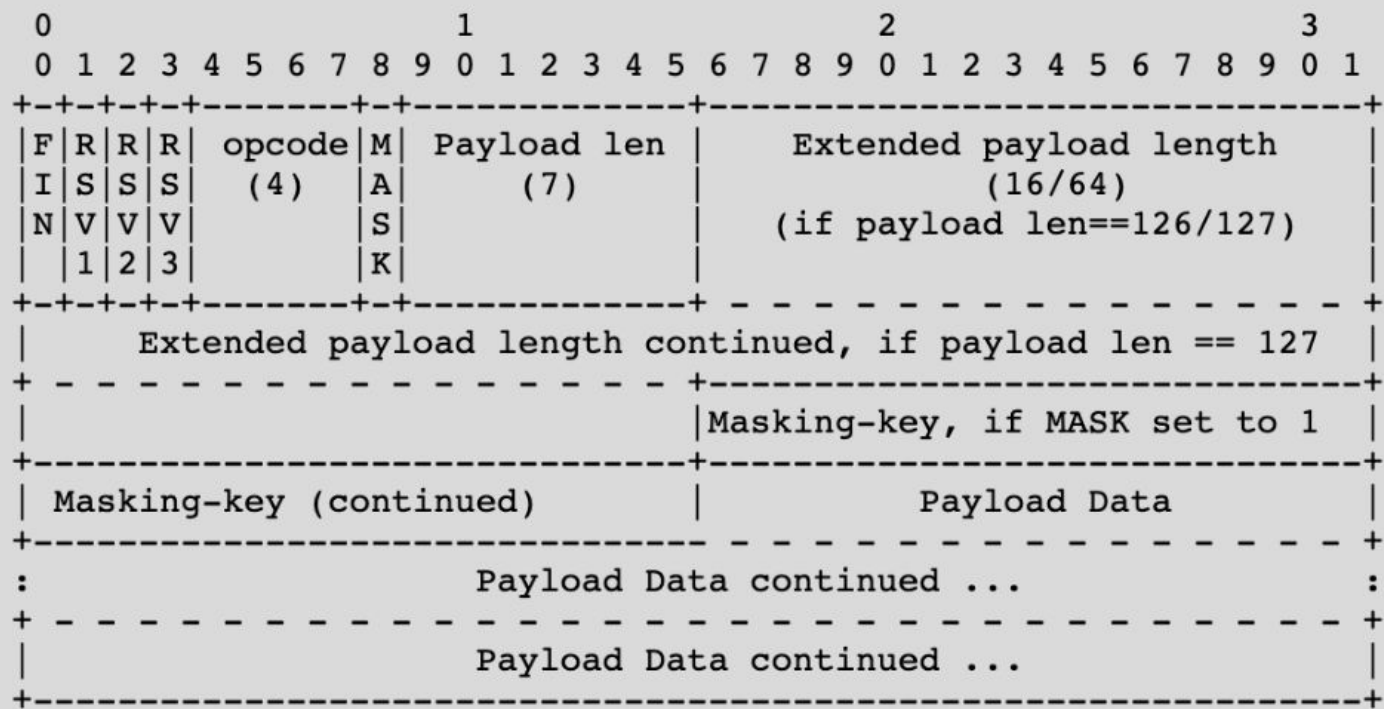 0                   1                   2                   3
 0 1 2 3 4 5 6 7 8 9 0 1 2 3 4 5 6 7 8 9 0 1 2 3 4 5 6 7 8 9 0 1
+-+-+-+-+-------+-+-------------+-------------------------------+
|F|R|R|R| opcode|M| Payload len |    Extended payload length    |
|I|S|S|S|  (4)  |A|     (7)     |             (16/64)           |
|N|V|V|V|       |S|             |   (if payload len==126/127)   |
| |1|2|3|       |K|             |                               |
+-+-+-+-+-------+-+-------------+ - - - - - - - - - - - - - - - +
|     Extended payload length continued, if payload len == 127  |
+ - - - - - - - - - - - - - - - +-------------------------------+
|                               |Masking-key, if MASK set to 1  |
+-------------------------------+-------------------------------+
| Masking-key (continued)       |          Payload Data         |
+-------------------------------- - - - - - - - - - - - - - - - +
:                     Payload Data continued ...                :
+ - - - - - - - - - - - - - - - - - - - - - - - - - - - - - - - +
|                     Payload Data continued ...                |
+---------------------------------------------------------------+